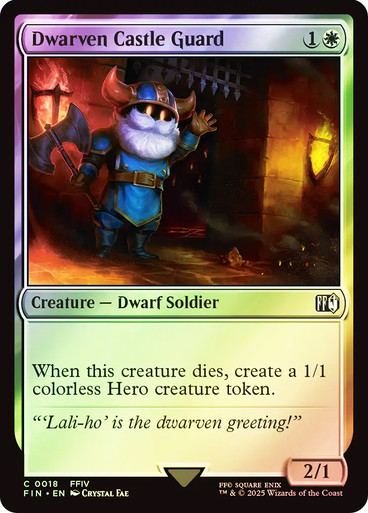 Dwarven Castle Guard 1
Creature — Dwarf Soldier
When this creature dies, create a 1/1
colorless Hero creature token.
“‘Lali-ho’ is the dwarven greeting!”
2/1
C 0018 FFIV
FIN • EN Crystal Fae
FF© SQUARE ENIX
™ & © 2025 Wizards of the Coast